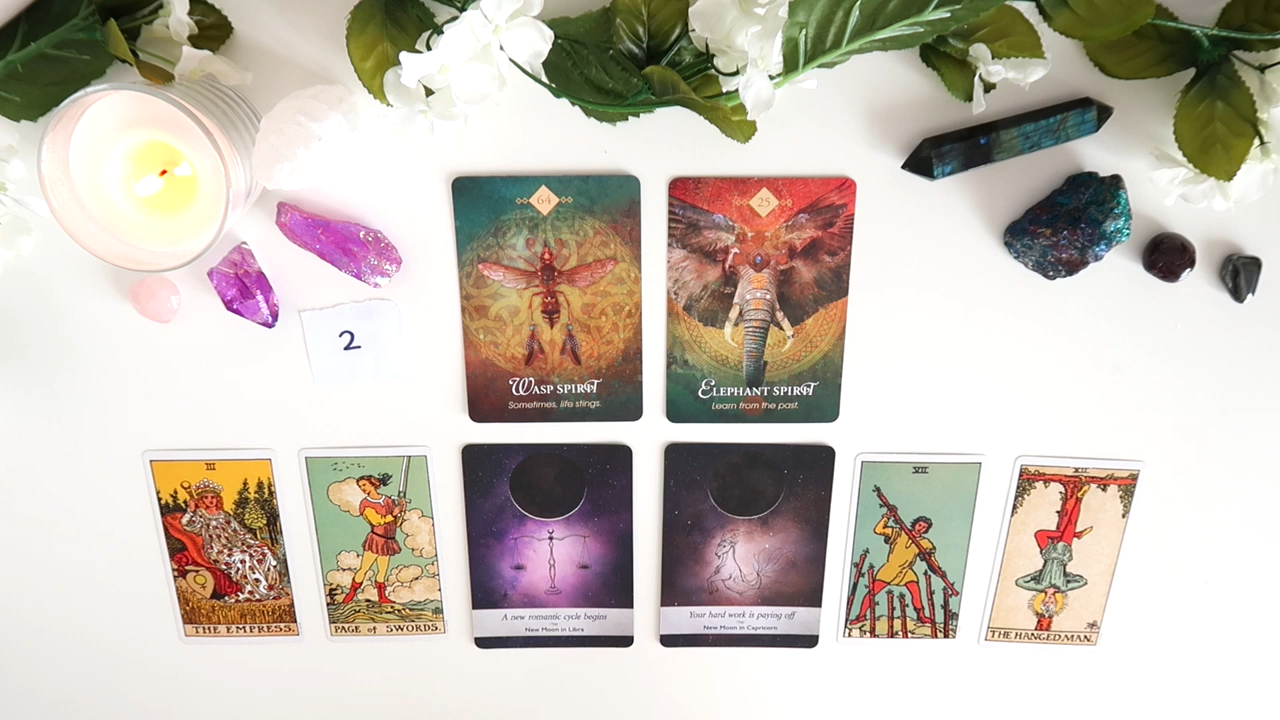 64
WASP SPIRIT
Sometimes, life stings.
25
ELEPHANT SPIRIT
Learn from the past.
2
III
THE EMPRESS.
PAGE of SWORDS.
A new romantic cycle begins
New Moon in Libra
Your hard work is paying off
New Moon in Capricorn
VII
XII
THE HANGED MAN.